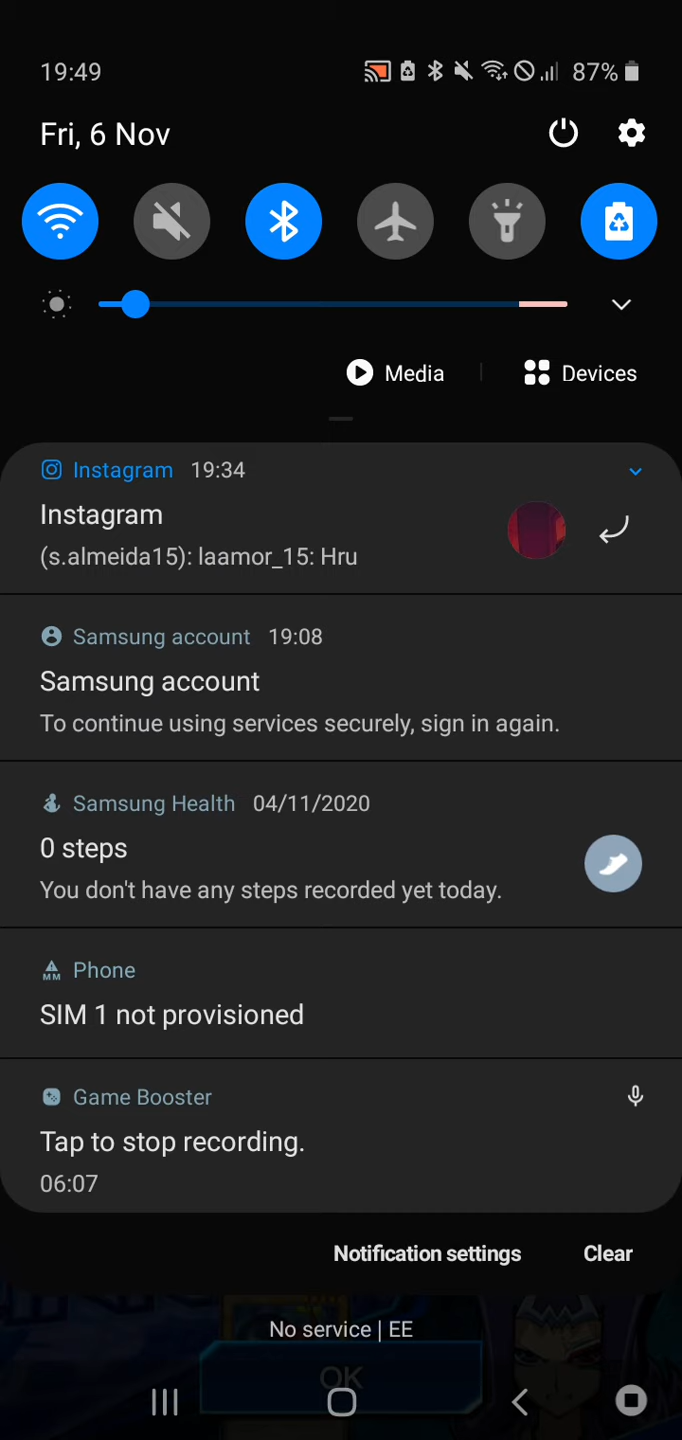 19:49 87%
Fri, 6 Nov
Media Devices
Instagram 19:34
Instagram
(s.almeida15): laamor_15: Hru
Samsung account 19:08
Samsung account
To continue using services securely, sign in again.
Samsung Health 04/11/2020
0 steps
You don't have any steps recorded yet today.
MM Phone
SIM 1 not provisioned
Game Booster
Tap to stop recording.
06:07
Notification settings Clear
No service | EE
OK